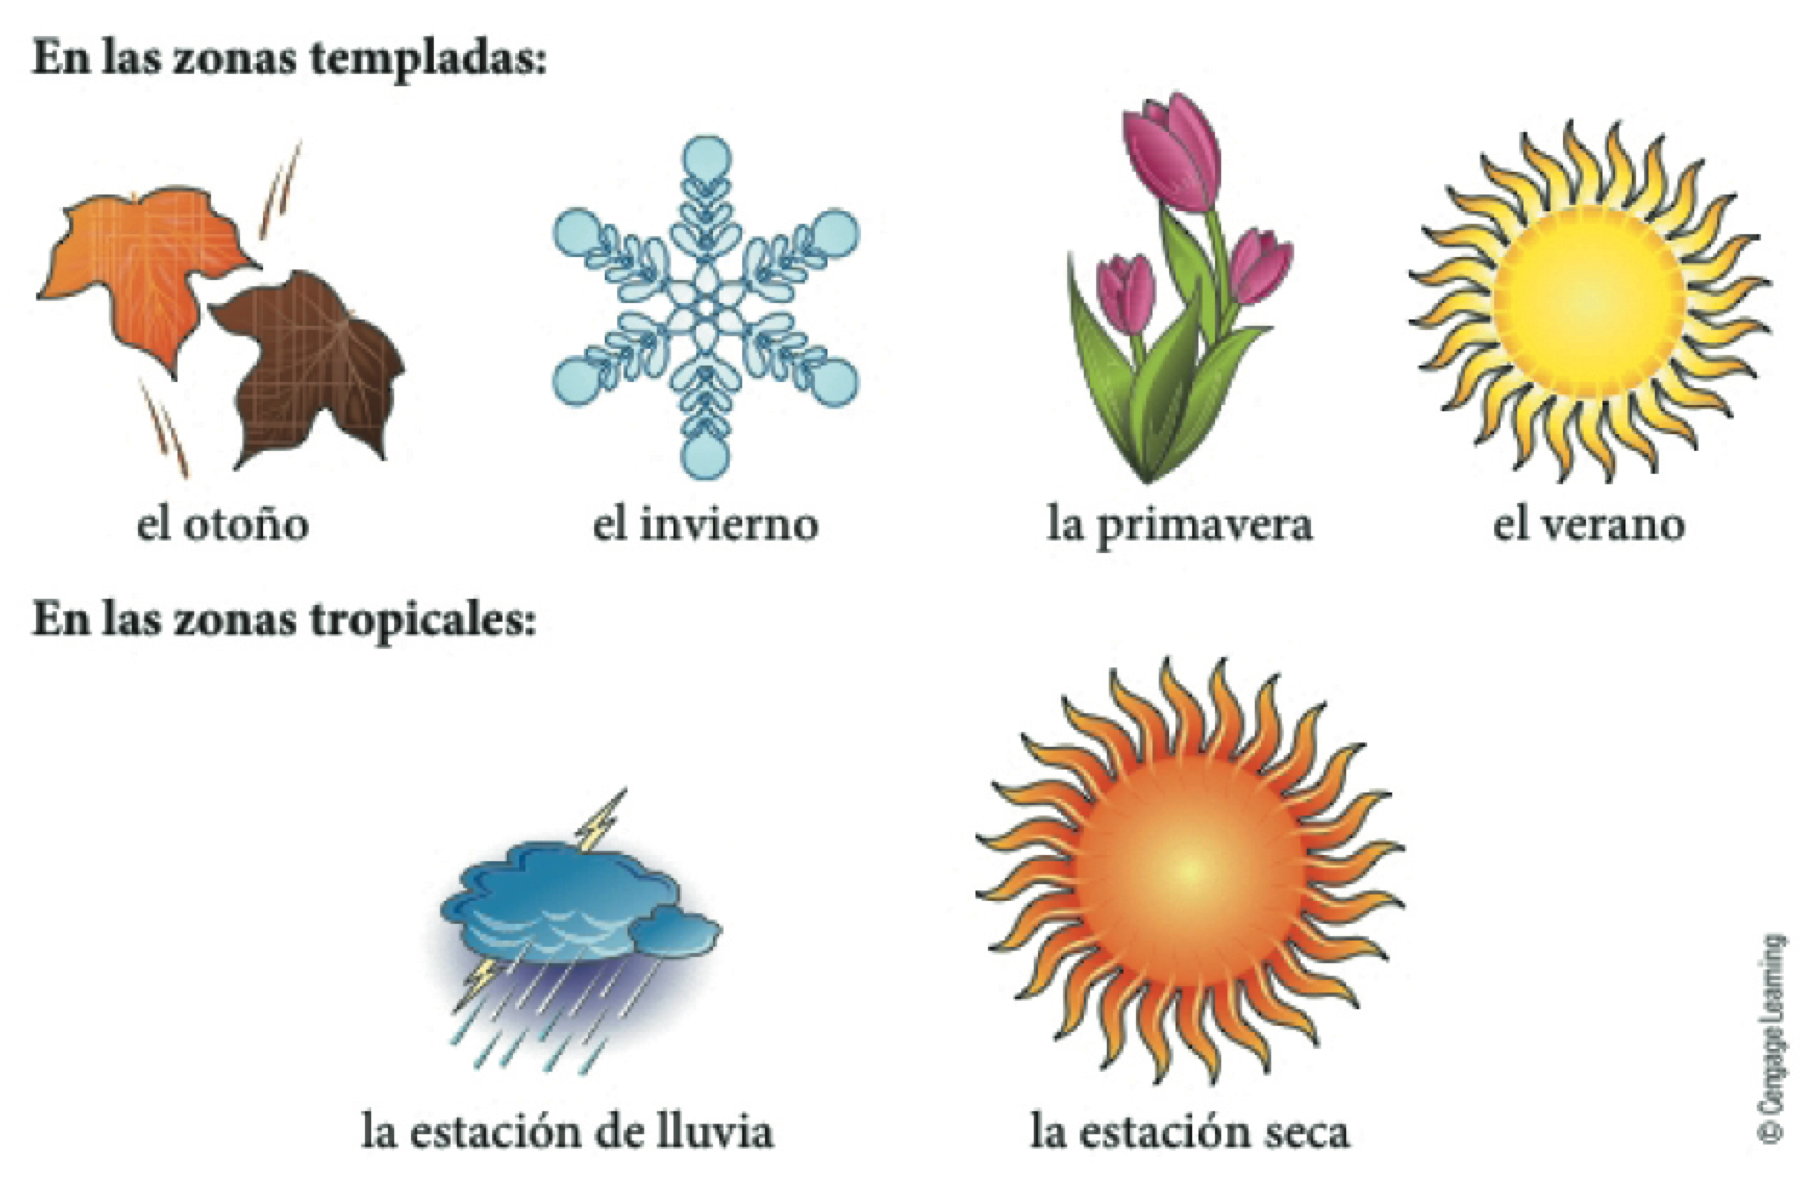 En las zonas templadas:
el otoño
el invierno
la primavera
el verano
En las zonas tropicales:
la estación de lluvia
la estación seca
© Cengage Learning